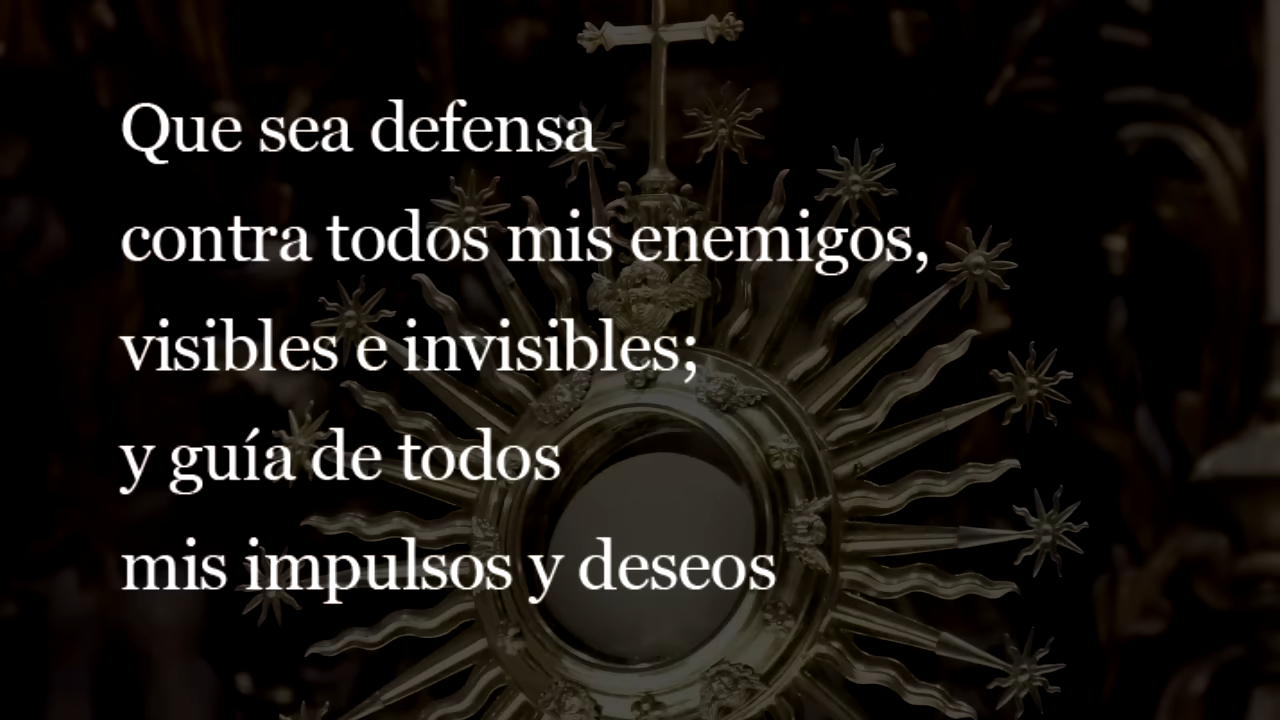 Que sea defensa
contra todos mis enemigos,
visibles e invisibles;
y guía de todos
mis impulsos y deseos